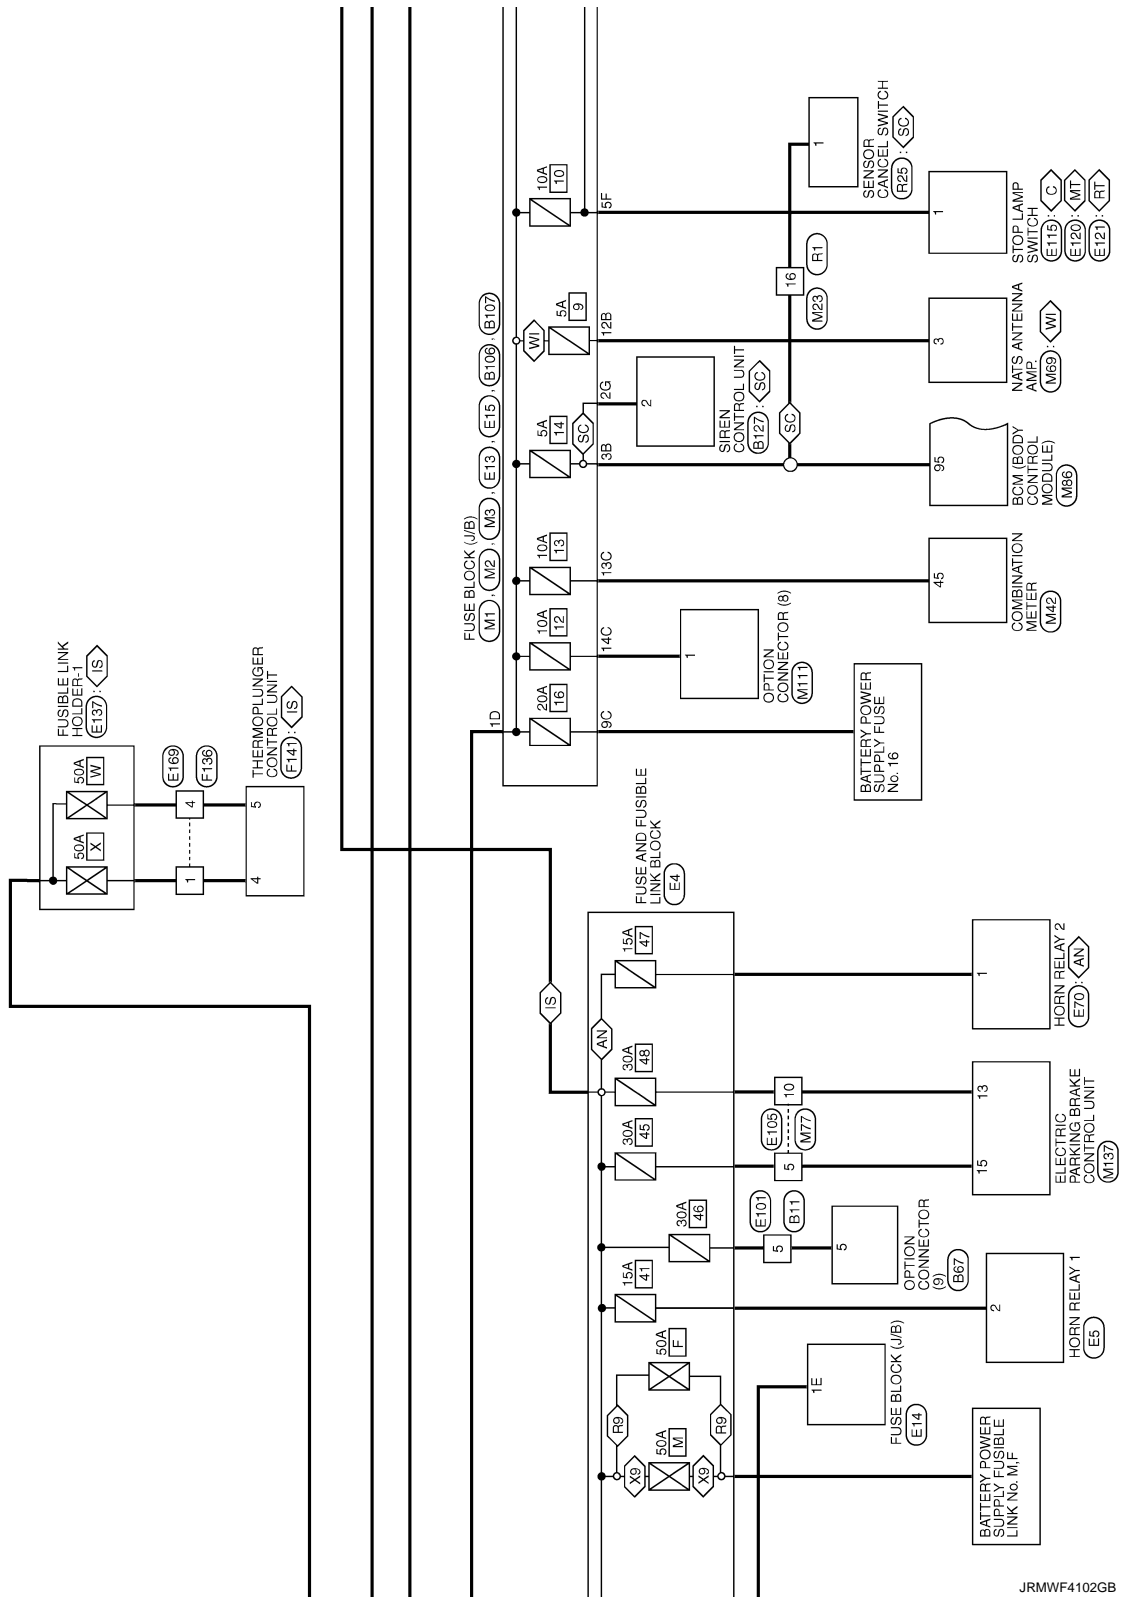 FUSIBLE LINK
HOLDER-1
E137 : IS
50A
X
50A
W
1
4
E169
F136
4
5
THERMOPLUNGER
CONTROL UNIT
F141 : IS
FUSE BLOCK (J/B)
M1 , M2 , M3 , E13 , E15 , B106 , B107
1D
20A
16
9C
BATTERY POWER
SUPPLY FUSE
No. 16
10A
12
14C
1
OPTION
CONNECTOR (8)
M111
10A
13
13C
45
COMBINATION
METER
M42
5A
14
SC
3B
2G
2
SIREN
CONTROL UNIT
B127 : SC
SC
95
BCM (BODY
CONTROL
MODULE)
M86
WI
5A
9
12B
3
NATS ANTENNA
AMP.
M69 : WI
16
M23
R1
1
SENSOR
CANCEL SWITCH
R25 : SC
10A
10
5F
1
STOP LAMP
SWITCH
E115 : C
E120 : MT
E121 : RT
FUSE AND FUSIBLE
LINK BLOCK
E4
IS
AN
X9
50A
M
X9
R9
50A
F
R9
BATTERY POWER
SUPPLY FUSIBLE
LINK No. M,F
1E
FUSE BLOCK (J/B)
E14
15A
41
2
HORN RELAY 1
E5
30A
46
5
E101
B11
5
OPTION
CONNECTOR
(9)
B67
30A
45
30A
48
5
10
E105
M77
15
13
ELECTRIC
PARKING BRAKE
CONTROL UNIT
M137
15A
47
1
HORN RELAY 2
E70 : AN
JRMWF4102GB